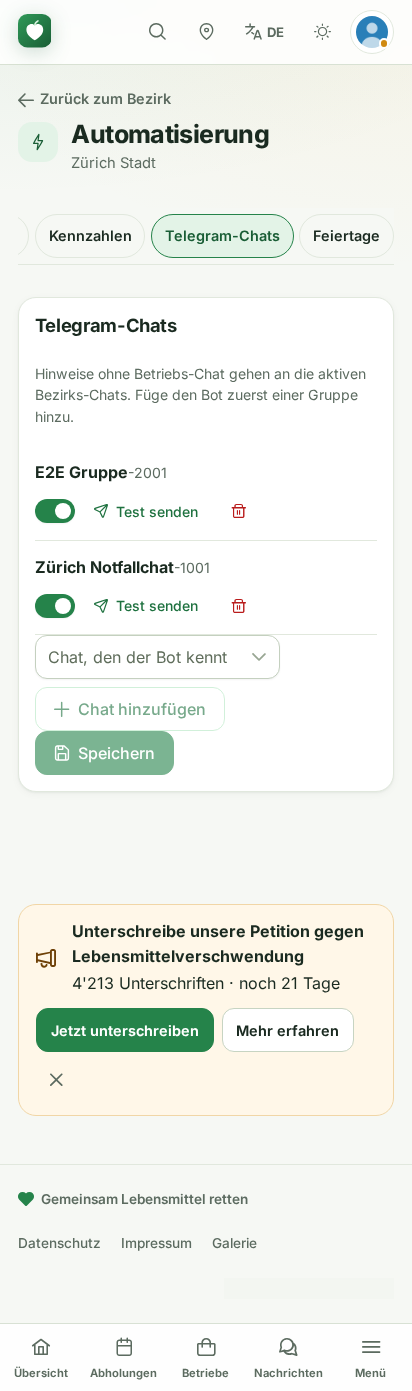 DE
Zurück zum Bezirk
Automatisierung
Zürich Stadt
Kennzahlen
Telegram-Chats
Feiertage
Telegram-Chats
Hinweise ohne Betriebs-Chat gehen an die aktiven
Bezirks-Chats. Füge den Bot zuerst einer Gruppe
hinzu.
E2E Gruppe-2001
Test senden
Zürich Notfallchat-1001
Test senden
Chat, den der Bot kennt
Chat hinzufügen
Speichern
Unterschreibe unsere Petition gegen
Lebensmittelverschwendung
4'213 Unterschriften · noch 21 Tage
Jetzt unterschreiben
Mehr erfahren
Gemeinsam Lebensmittel retten
Datenschutz Impressum Galerie
Übersicht Abholungen Betriebe Nachrichten Menü